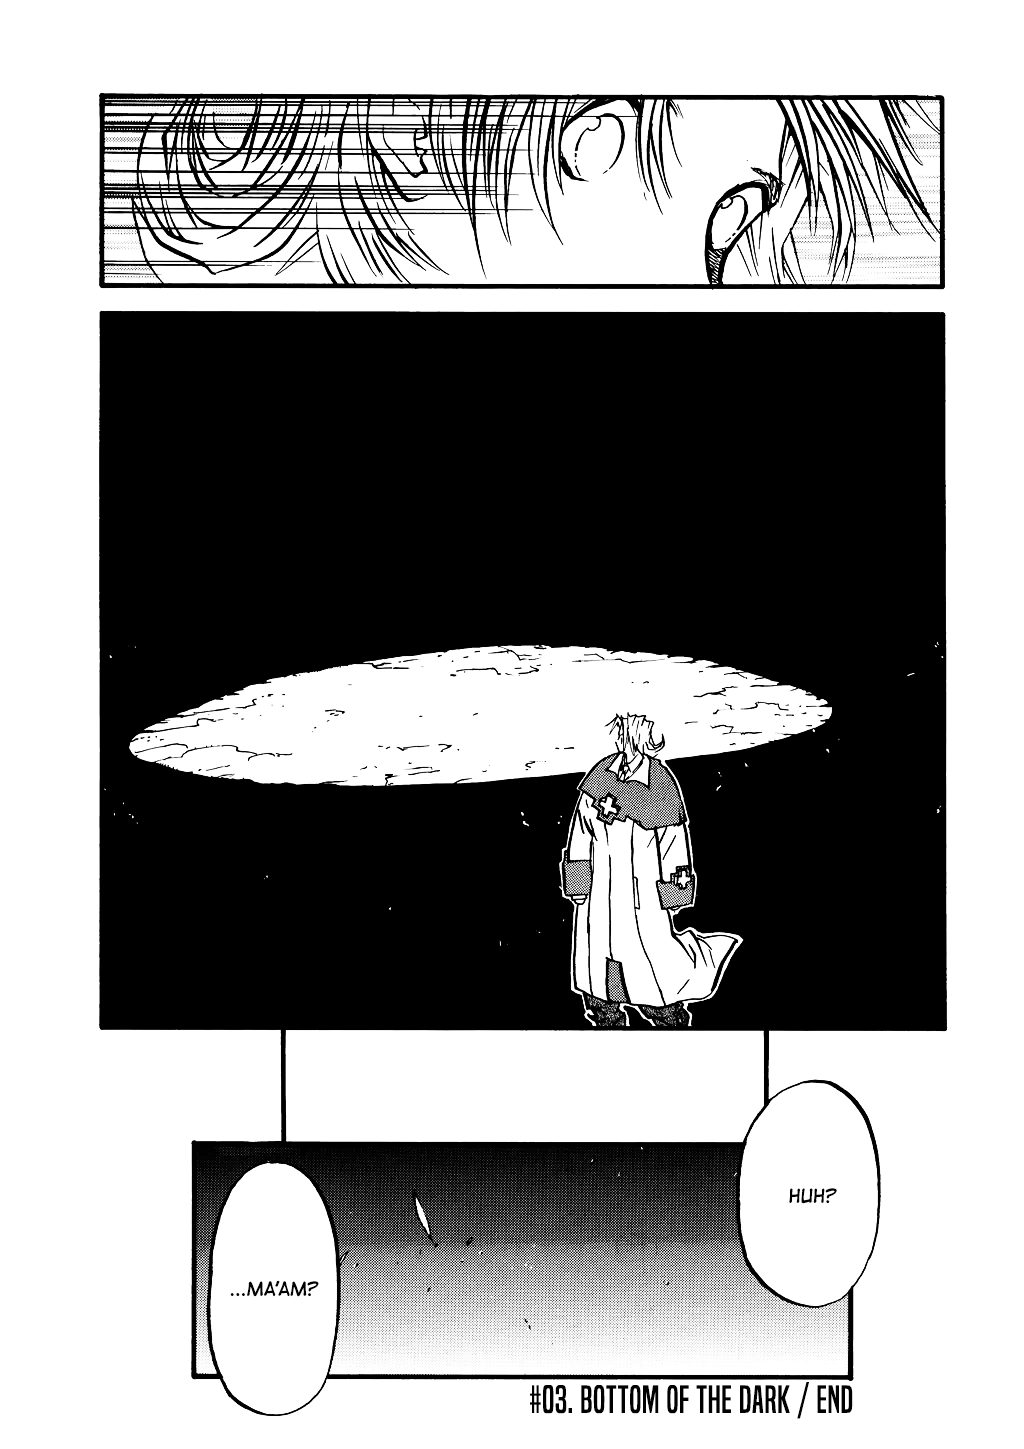 HUH?
...MA'AM?
#03. BOTTOM OF THE DARK / END